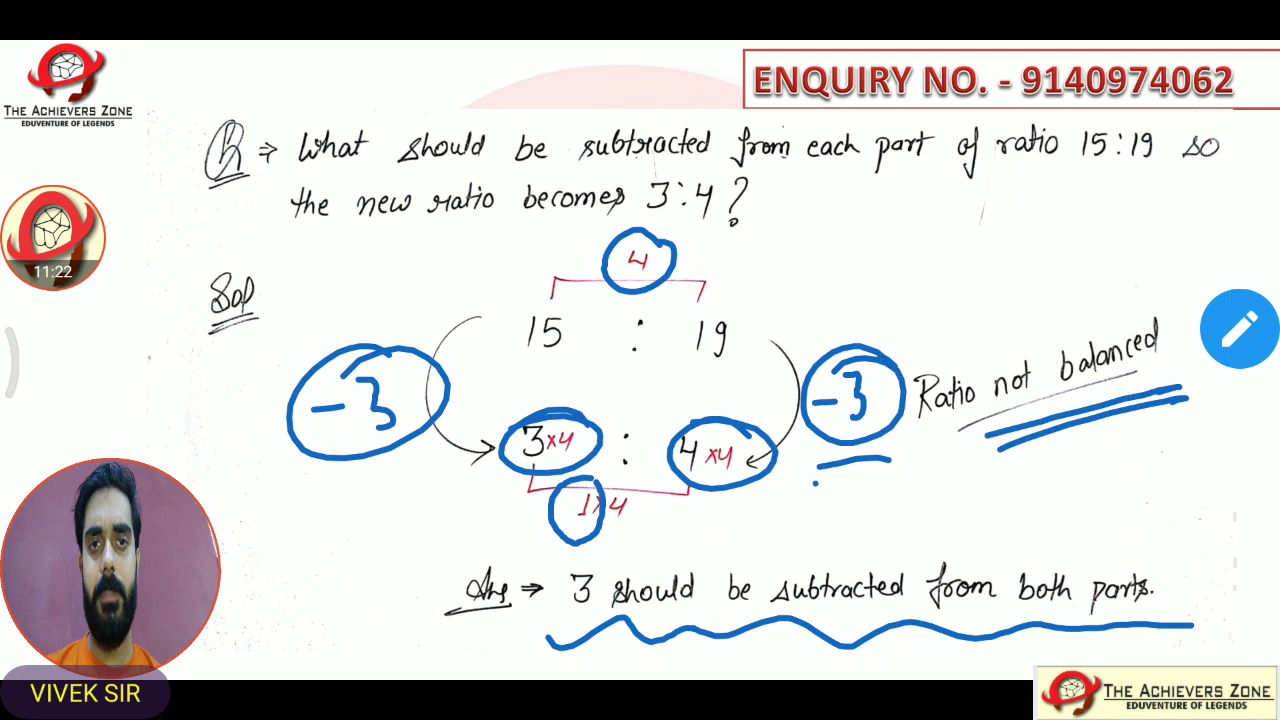 THE ACHIEVERS ZONE
EDUVENTURE OF LEGENDS
ENQUIRY NO. - 9140974062
Q ⇒ What should be subtracted from each part of ratio 15:19 so
the new ratio becomes 3:4?
11:22
4
Sol
15 : 19
-3
-3
Ratio not balanced
3×4 : 4×4
1×4
Ans ⇒ 3 should be subtracted from both parts.
VIVEK SIR
THE ACHIEVERS ZONE
EDUVENTURE OF LEGENDS